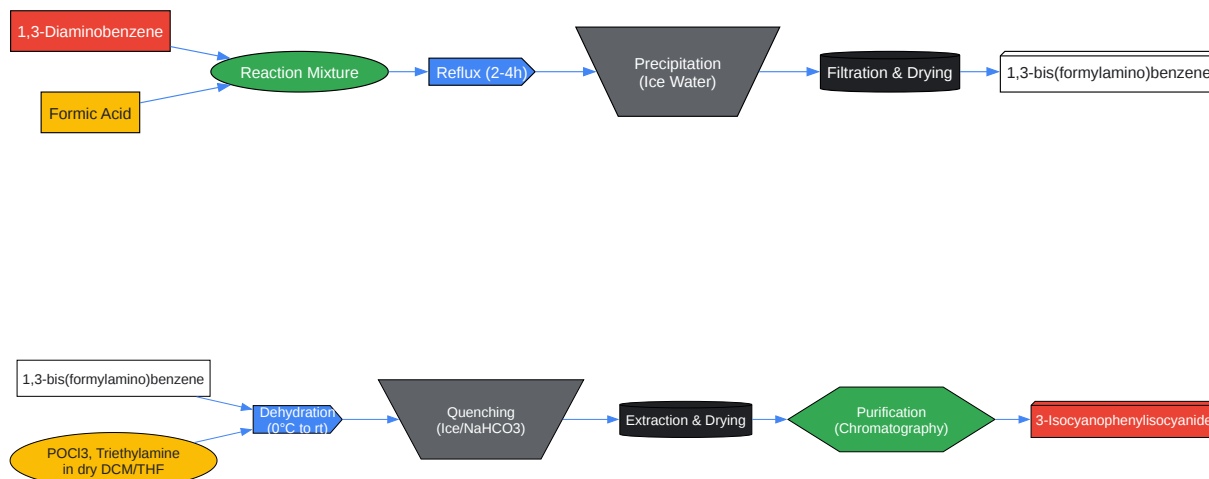 1,3-Diaminobenzene
Formic Acid
Reaction Mixture
Reflux (2-4h)
Precipitation
(Ice Water)
Filtration & Drying
1,3-bis(formylamino)benzene
1,3-bis(formylamino)benzene
POCl3, Triethylamine
in dry DCM/THF
Dehydration
(0°C to rt)
Quenching
(Ice/NaHCO3)
Extraction & Drying
Purification
(Chromatography)
3-Isocyanophenylisocyanide